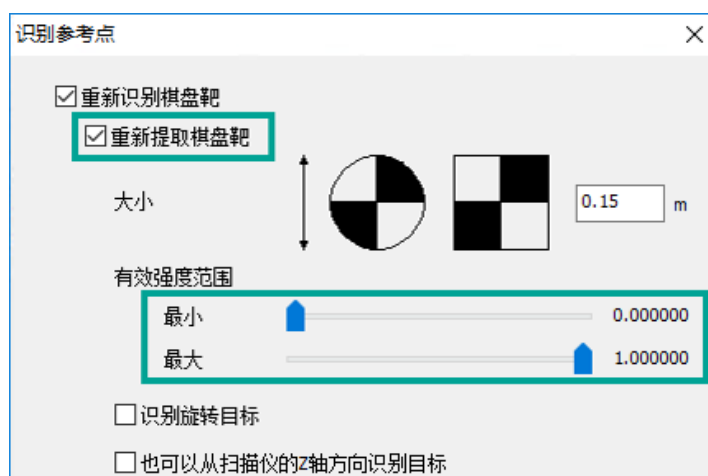 识别参考点
重新识别棋盘靶
重新提取棋盘靶
大小 0.15 m
有效强度范围
最小 0.000000
最大 1.000000
识别旋转目标
也可以从扫描仪的Z轴方向识别目标